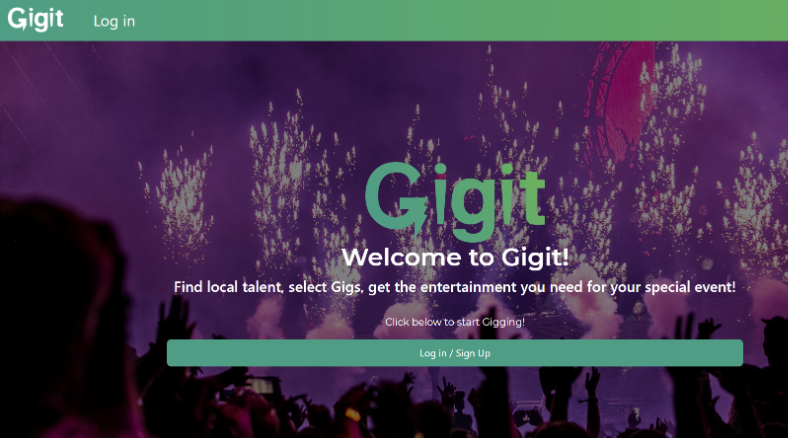 Gigit
Log in
Gigit
Welcome to Gigit!
Find local talent, select Gigs, get the entertainment you need for your special event!
Click below to start Gigging!
Log in / Sign Up